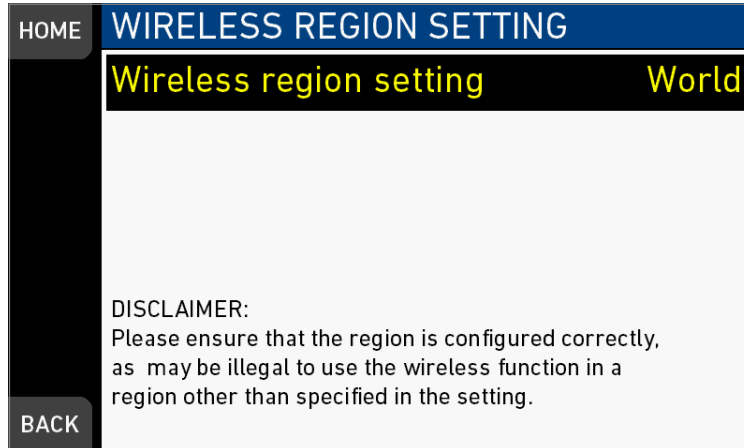 HOME
WIRELESS REGION SETTING
Wireless region setting World
DISCLAIMER:
Please ensure that the region is configured correctly,
as may be illegal to use the wireless function in a
region other than specified in the setting.
BACK